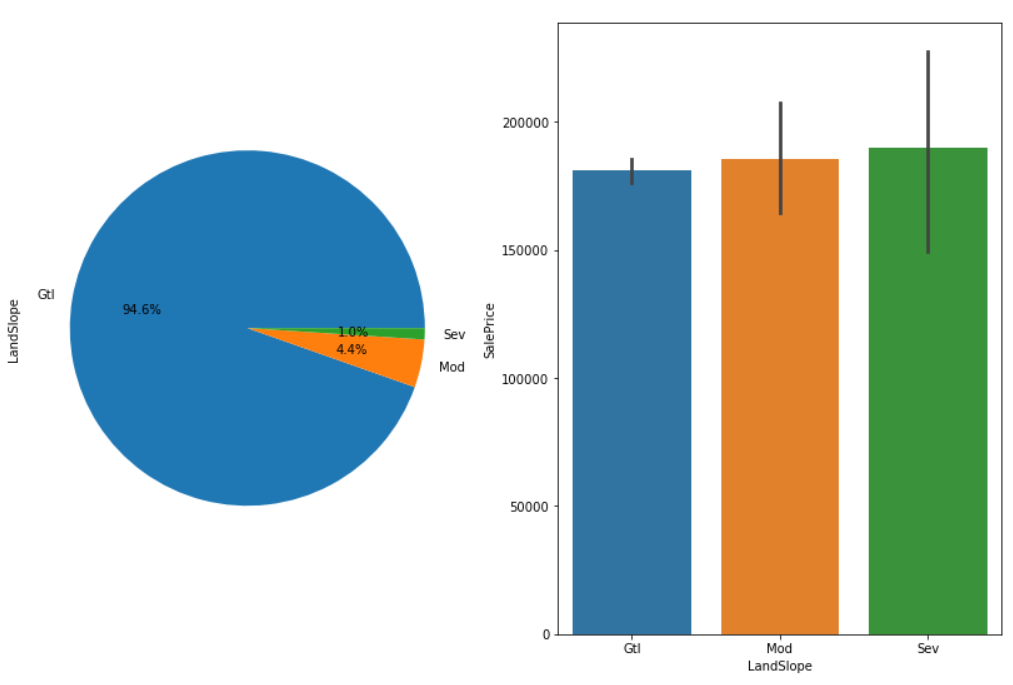 LandSlope
Gtl
94.6%
1.0%
4.4%
Sev
Mod
SalePrice
200000
150000
100000
50000
0
Gtl Mod Sev
LandSlope